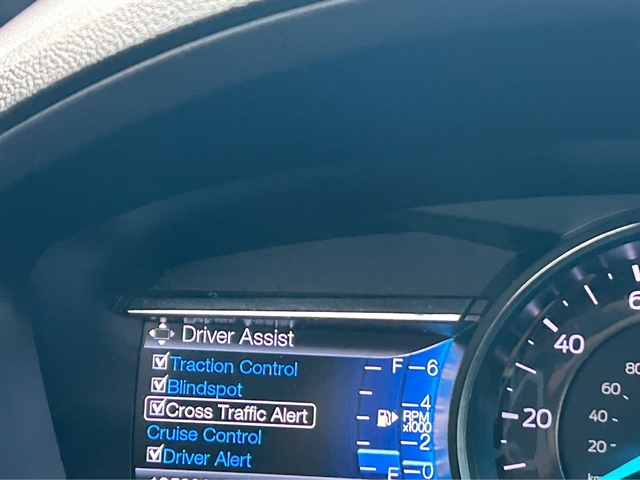 Driver Assist
Traction Control
Blindspot
Cross Traffic Alert
Cruise Control
Driver Alert
F 6
4
RPM
x1000
2
E 0
40
20
80
60
40
20